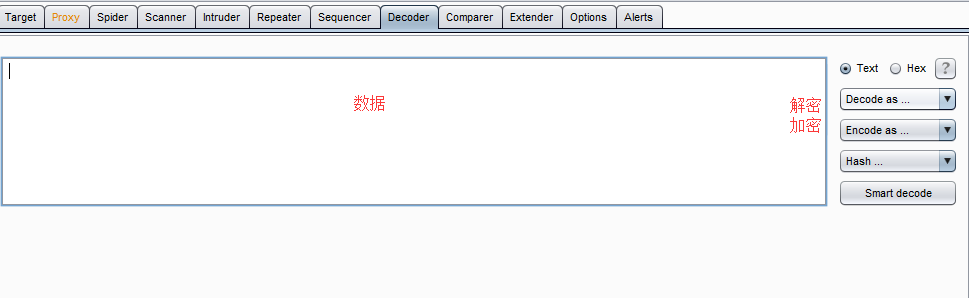 Target Proxy Spider Scanner Intruder Repeater Sequencer Decoder Comparer Extender Options Alerts
Text Hex ?
数据
解密
加密
Decode as ...
Encode as ...
Hash ...
Smart decode